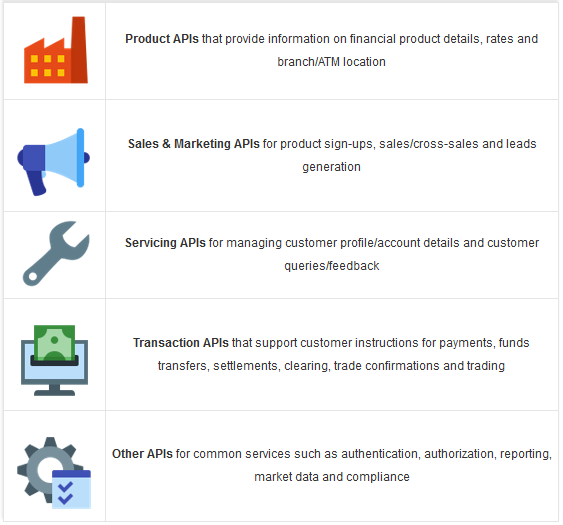 Product APIs that provide information on financial product details, rates and
branch/ATM location
Sales & Marketing APIs for product sign-ups, sales/cross-sales and leads
generation
Servicing APIs for managing customer profile/account details and customer
queries/feedback
Transaction APIs that support customer instructions for payments, funds
transfers, settlements, clearing, trade confirmations and trading
Other APIs for common services such as authentication, authorization, reporting,
market data and compliance